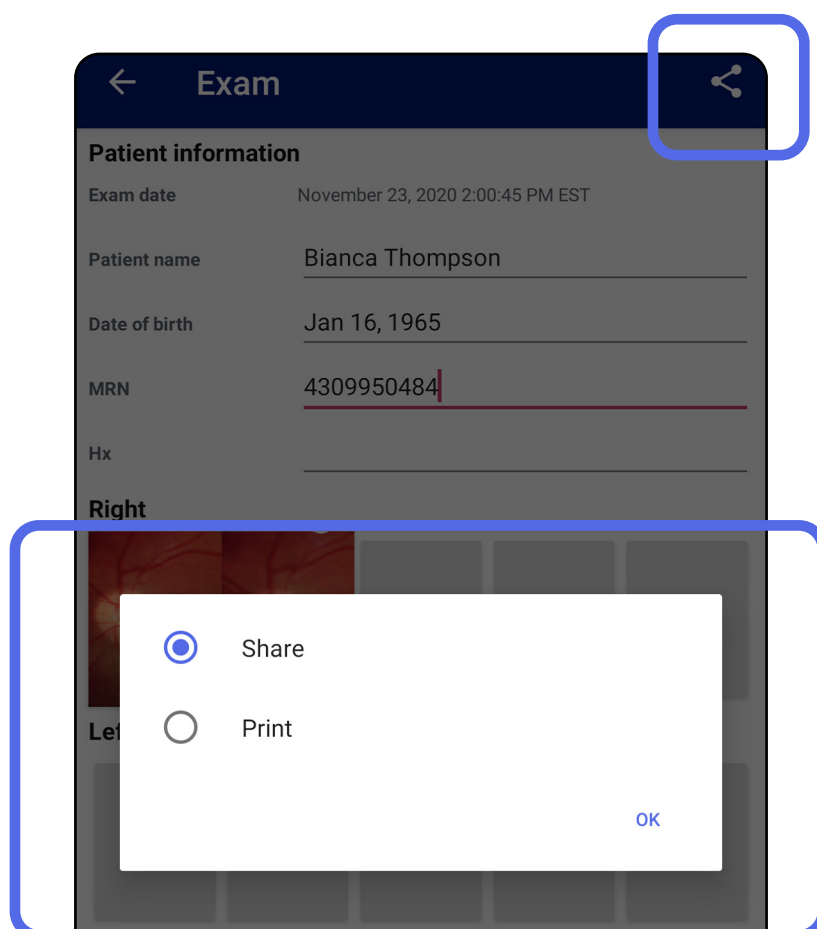 Exam
Patient information
Exam date November 23, 2020 2:00:45 PM EST
Patient name Bianca Thompson
Date of birth Jan 16, 1965
MRN 4309950484
Hx
Right
Share
Print
OK